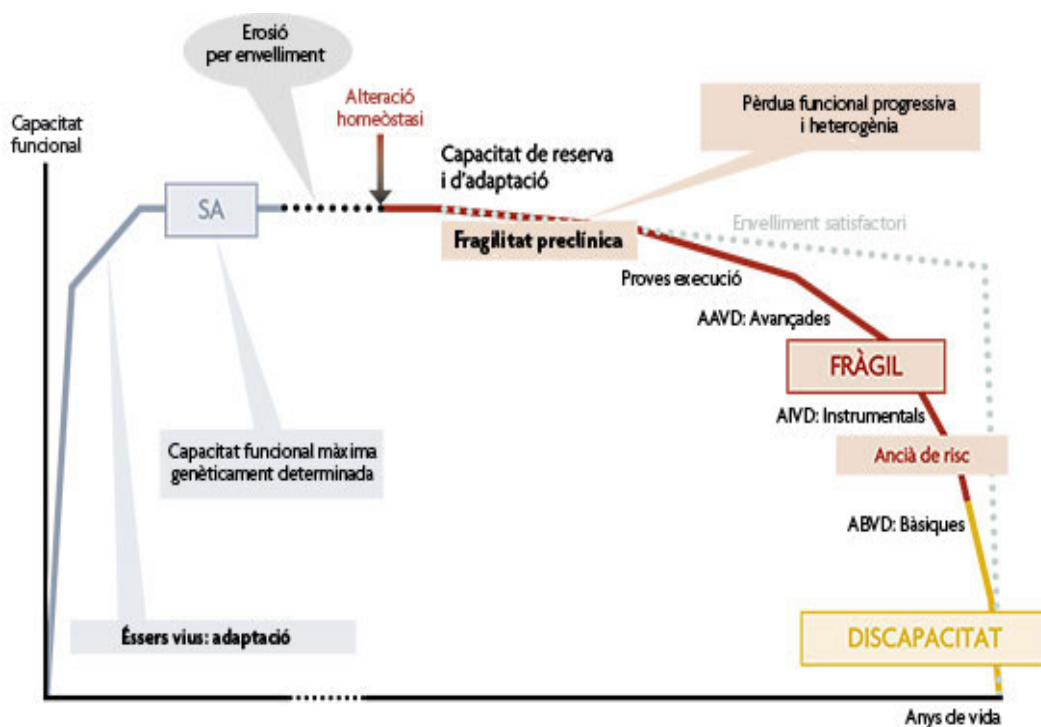 Erosió
per envelliment
Alteració
homeòstasi
Pèrdua funcional progressiva
i heterogènia
Capacitat
funcional
Capacitat de reserva
i d'adaptació
SA
Envelliment satisfactori
Fragilitat preclínica
Proves execució
AAVD: Avançades
FRÀGIL
AIVD: Instrumentals
Capacitat funcional màxima
genèticament determinada
Ancià de risc
ABVD: Bàsiques
Éssers vius: adaptació
DISCAPACITAT
Anys de vida